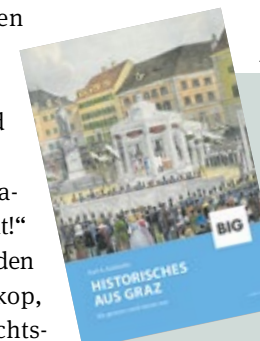 en
d
a-
t!“
den
kop,
chts-
BIG
HISTORISCHES
AUS GRAZ